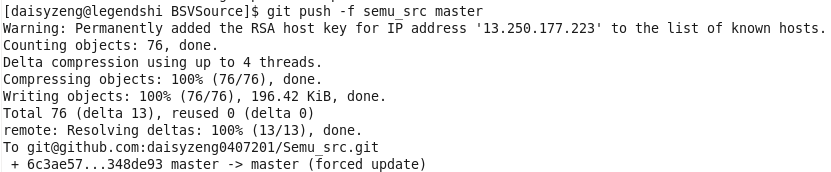 [daisyzeng@legendshi BSVSource]$ git push -f semu_src master
Warning: Permanently added the RSA host key for IP address '13.250.177.223' to the list of known hosts.
Counting objects: 76, done.
Delta compression using up to 4 threads.
Compressing objects: 100% (76/76), done.
Writing objects: 100% (76/76), 196.42 KiB, done.
Total 76 (delta 13), reused 0 (delta 0)
remote: Resolving deltas: 100% (13/13), done.
To git@github.com:daisyzeng0407201/Semu_src.git
 + 6c3ae57...348de93 master -> master (forced update)